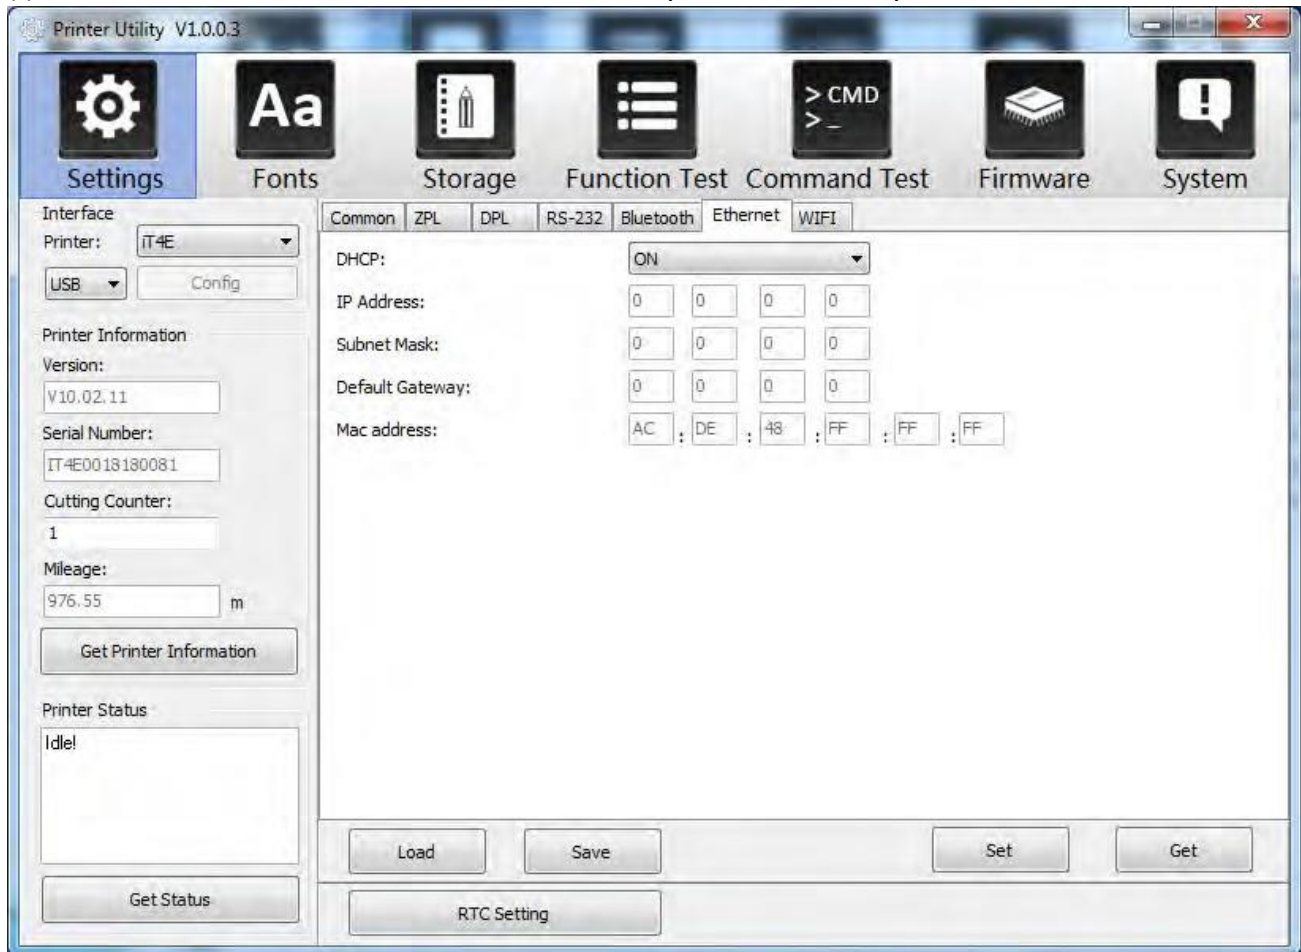 Printer Utility V1.0.0.3
Aa
> CMD
>_
Settings Fonts Storage Function Test Command Test Firmware System
Interface
Printer: iT4E
USB Config
Printer Information
Version:
V10.02.11
Serial Number:
IT4E0018180081
Cutting Counter:
1
Mileage:
976.55 m
Get Printer Information
Printer Status
Idle!
Get Status
Common ZPL DPL RS-232 Bluetooth Ethernet WIFI
DHCP: ON
IP Address: 0 0 0 0
Subnet Mask: 0 0 0 0
Default Gateway: 0 0 0 0
Mac address: AC : DE : 48 : FF : FF : FF
Load Save Set Get
RTC Setting